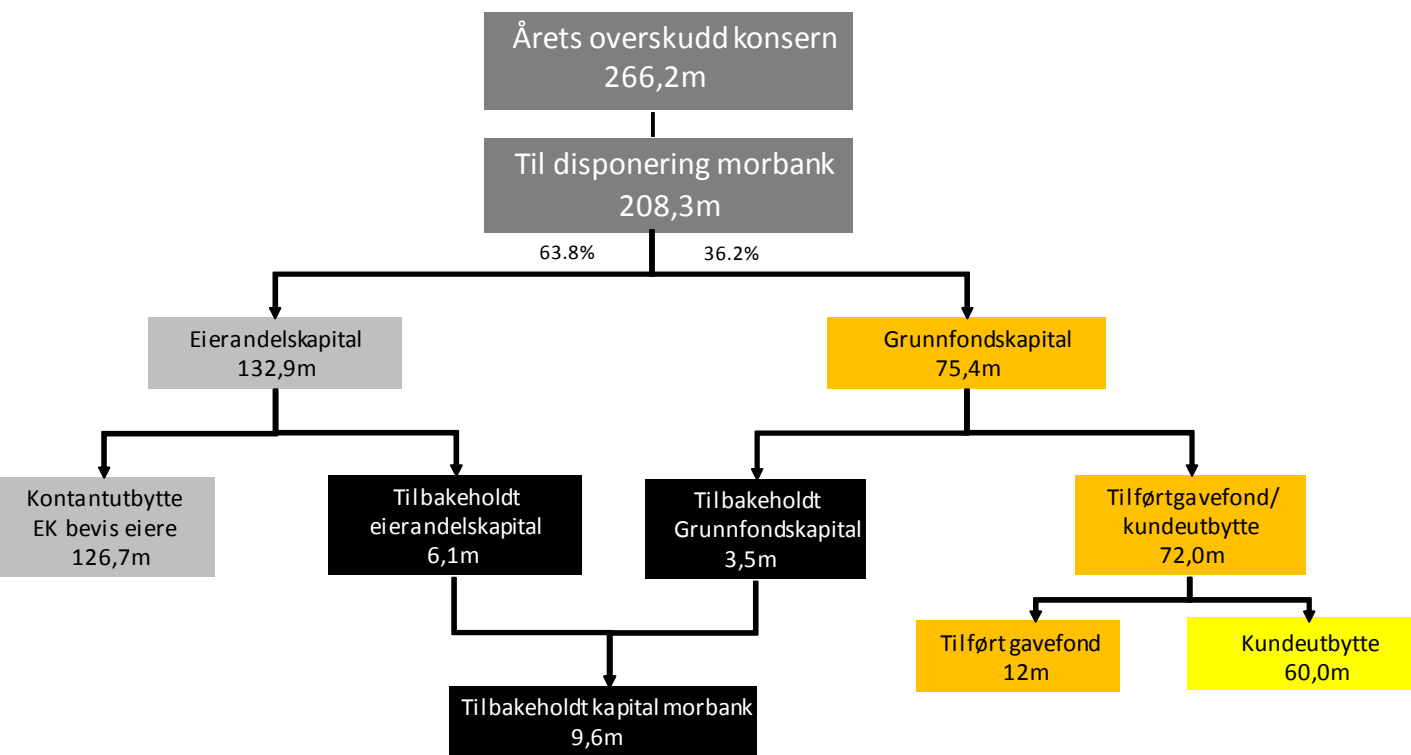 Årets overskudd konsern
266,2m
Til disponering morbank
208,3m
63.8%
36.2%
Eierandelskapital
132,9m
Grunnfondskapital
75,4m
Kontantutbytte
EK bevis eiere
126,7m
Tilbakeholdt
eierandelskapital
6,1m
Tilbakeholdt
Grunnfondskapital
3,5m
Tilført gavefond/
kundeutbytte
72,0m
Tilført gavefond
12m
Kundeutbytte
60,0m
Tilbakeholdt kapital morbank
9,6m